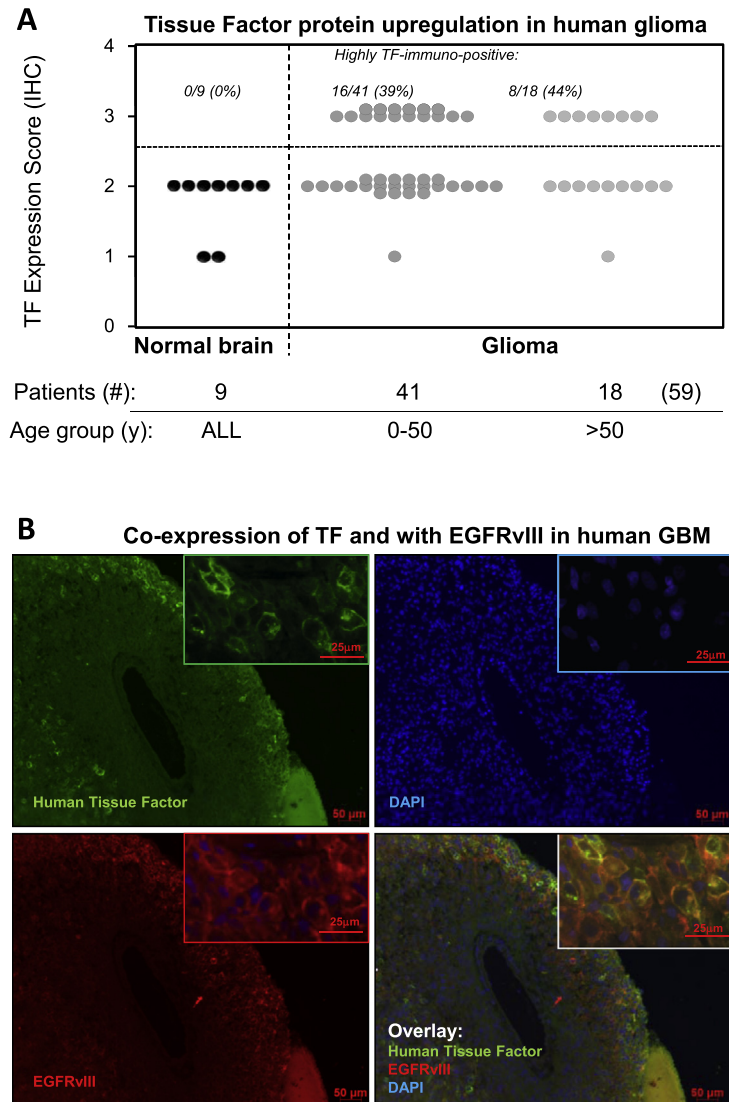 A
Tissue Factor protein upregulation in human glioma
TF Expression Score (IHC)
4
3
2
1
0
Highly TF-immuno-positive:
0/9 (0%) 16/41 (39%) 8/18 (44%)
Normal brain Glioma
Patients (#): 9 41 18 (59)
Age group (y): ALL 0-50 >50
B
Co-expression of TF and with EGFRvIII in human GBM
25µm
Human Tissue Factor
50 µm
25µm
DAPI
50 µm
25µm
EGFRvIII
50 µm
25µm
Overlay:
Human Tissue Factor
EGFRvIII
DAPI
50 µm